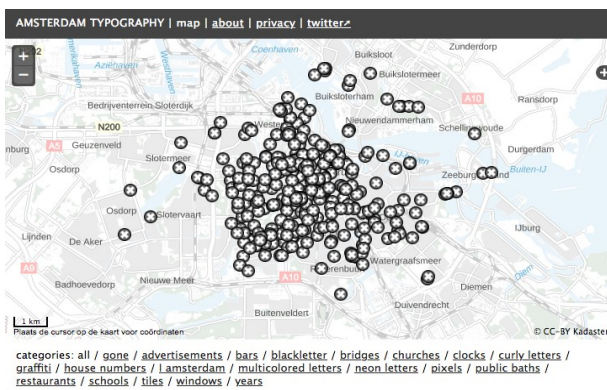 AMSTERDAM TYPOGRAPHY | map | about | privacy | twitter↗
Coenhaven
Zunderdorp
Buiksloot
Azieháven
Westhaven
Buikslotermeer
Buiksloterham
A10
Ransdorp
Bedrijventerrein Sloterdijk
N200
Nieuwendammerham
Schellingwoude
A5
Geuzenveld
Slotermeer
Durgerdam
Osdorp
Zeeburg
Buiten-IJ
Osdorp
Slotervaart
IJburg
Lijnden
De Aker
Watergraafsmeer
A9
A10
Nieuwe Meer
Diemen
Diem
Badhoevedorp
Duivendrecht
Buitenveldert
1 km
Plaats de cursor op de kaart voor coördinaten
© CC-BY Kadaster
categories: all / gone / advertisements / bars / blackletter / bridges / churches / clocks / curly letters /
graffiti / house numbers / I amsterdam / multicolored letters / neon letters / pixels / public baths /
restaurants / schools / tiles / windows / years